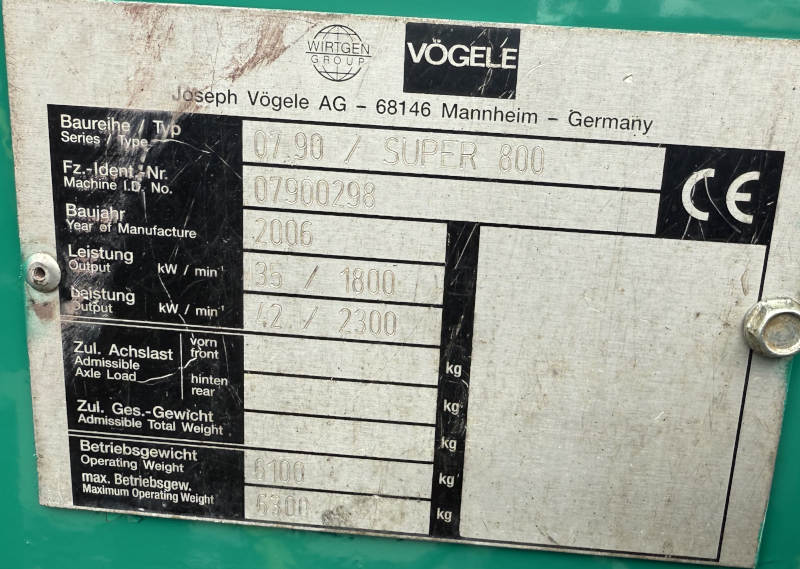 WIRTGEN
GROUP
VÖGELE
Joseph Vögele AG - 68146 Mannheim - Germany
Baureihe / Typ
Series / Type
07.90 / SUPER 800
Fz.-Ident.-Nr.
Machine I.D. No.
07900298
CE
Baujahr
Year of Manufacture
2006
Leistung
Output kW / min⁻¹
35 / 1800
Leistung
Output kW / min⁻¹
42 / 2300
Zul. Achslast
Admissible
Axle Load
vorn
front
kg
hinten
rear
kg
Zul. Ges.-Gewicht
Admissible Total Weight
kg
Betriebsgewicht
Operating Weight
6100
kg
max. Betriebsgew.
Maximum Operating Weight
6300
kg